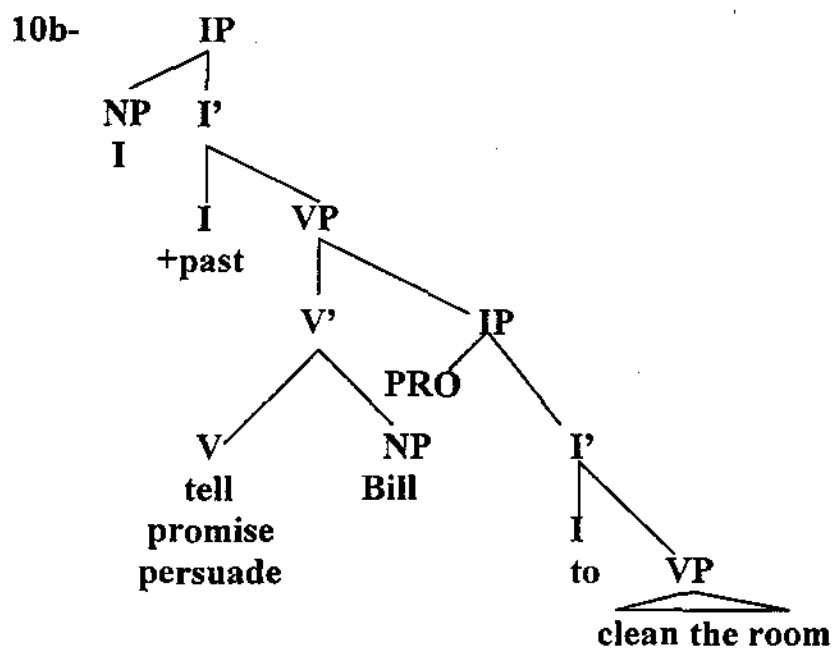 10b- IP
NP I'
I
I VP
+past
V' IP
PRO
V NP I'
tell Bill
promise I
persuade to VP
clean the room